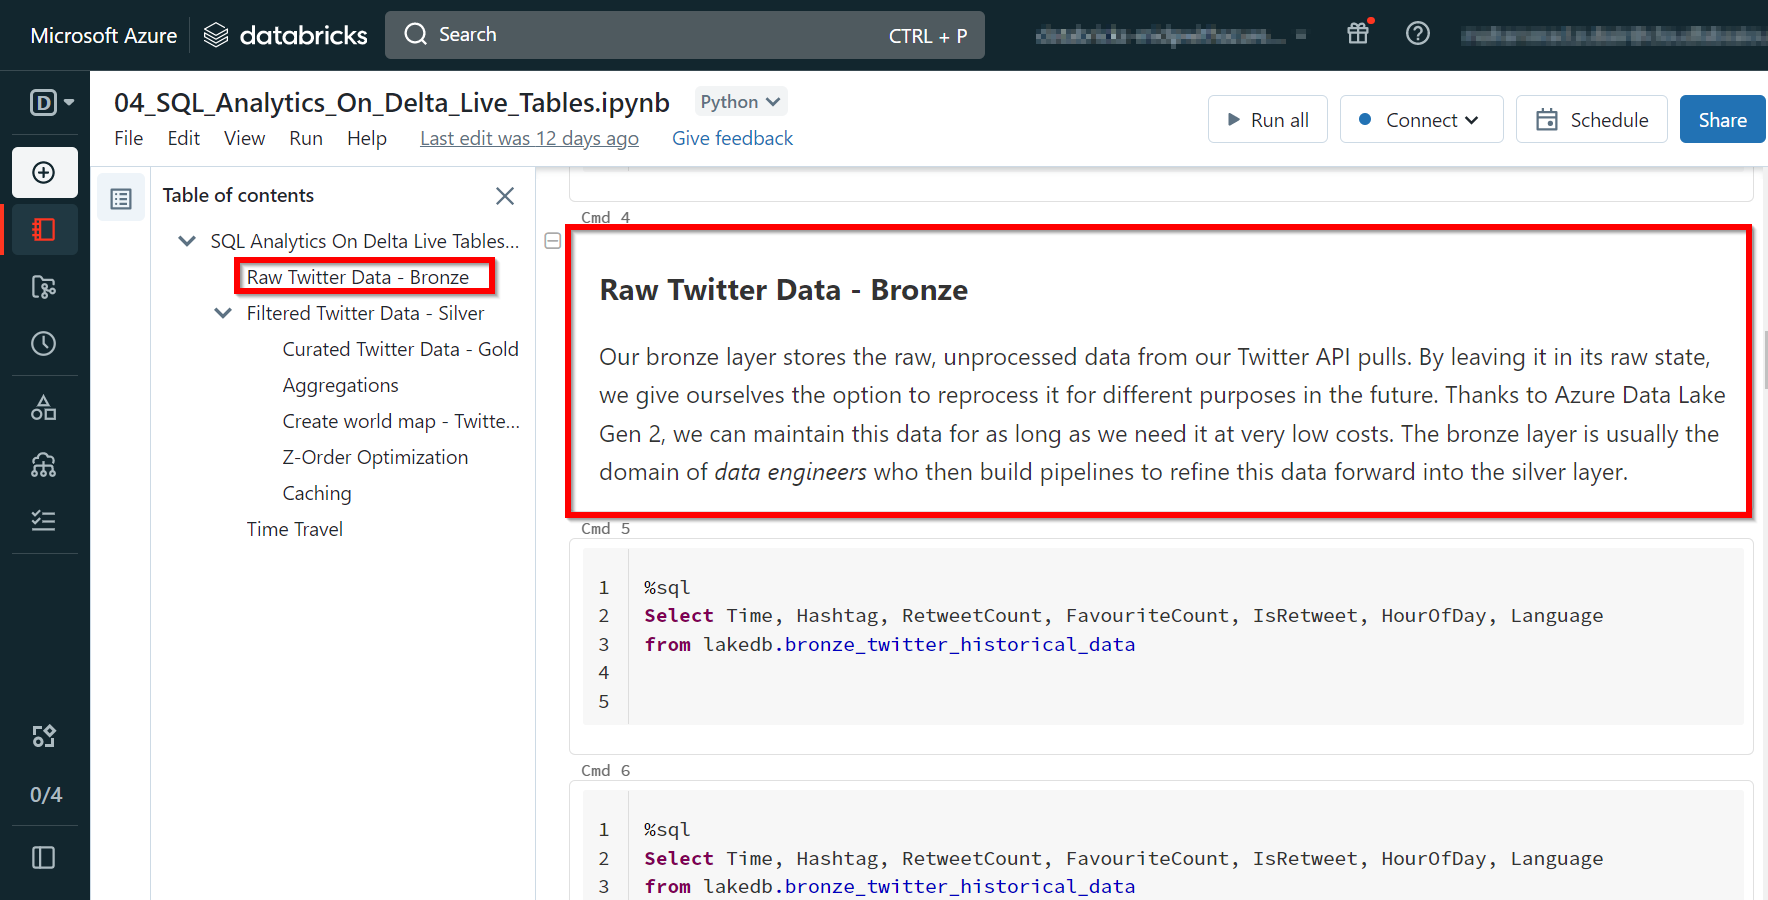 Microsoft Azure
databricks
Search
CTRL + P
D
04_SQL_Analytics_On_Delta_Live_Tables.ipynb
Python
File
Edit
View
Run
Help
Last edit was 12 days ago
Give feedback
Run all
Connect
Schedule
Share
Table of contents
SQL Analytics On Delta Live Tables...
Raw Twitter Data - Bronze
Filtered Twitter Data - Silver
Curated Twitter Data - Gold
Aggregations
Create world map - Twitte...
Z-Order Optimization
Caching
Time Travel
0/4
Cmd 4
Raw Twitter Data - Bronze
Our bronze layer stores the raw, unprocessed data from our Twitter API pulls. By leaving it in its raw state,
we give ourselves the option to reprocess it for different purposes in the future. Thanks to Azure Data Lake
Gen 2, we can maintain this data for as long as we need it at very low costs. The bronze layer is usually the
domain of data engineers who then build pipelines to refine this data forward into the silver layer.
Cmd 5
1 %sql
2 Select Time, Hashtag, RetweetCount, FavouriteCount, IsRetweet, HourOfDay, Language
3 from lakedb.bronze_twitter_historical_data
4
5
Cmd 6
1 %sql
2 Select Time, Hashtag, RetweetCount, FavouriteCount, IsRetweet, HourOfDay, Language
3 from lakedb.bronze_twitter_historical_data